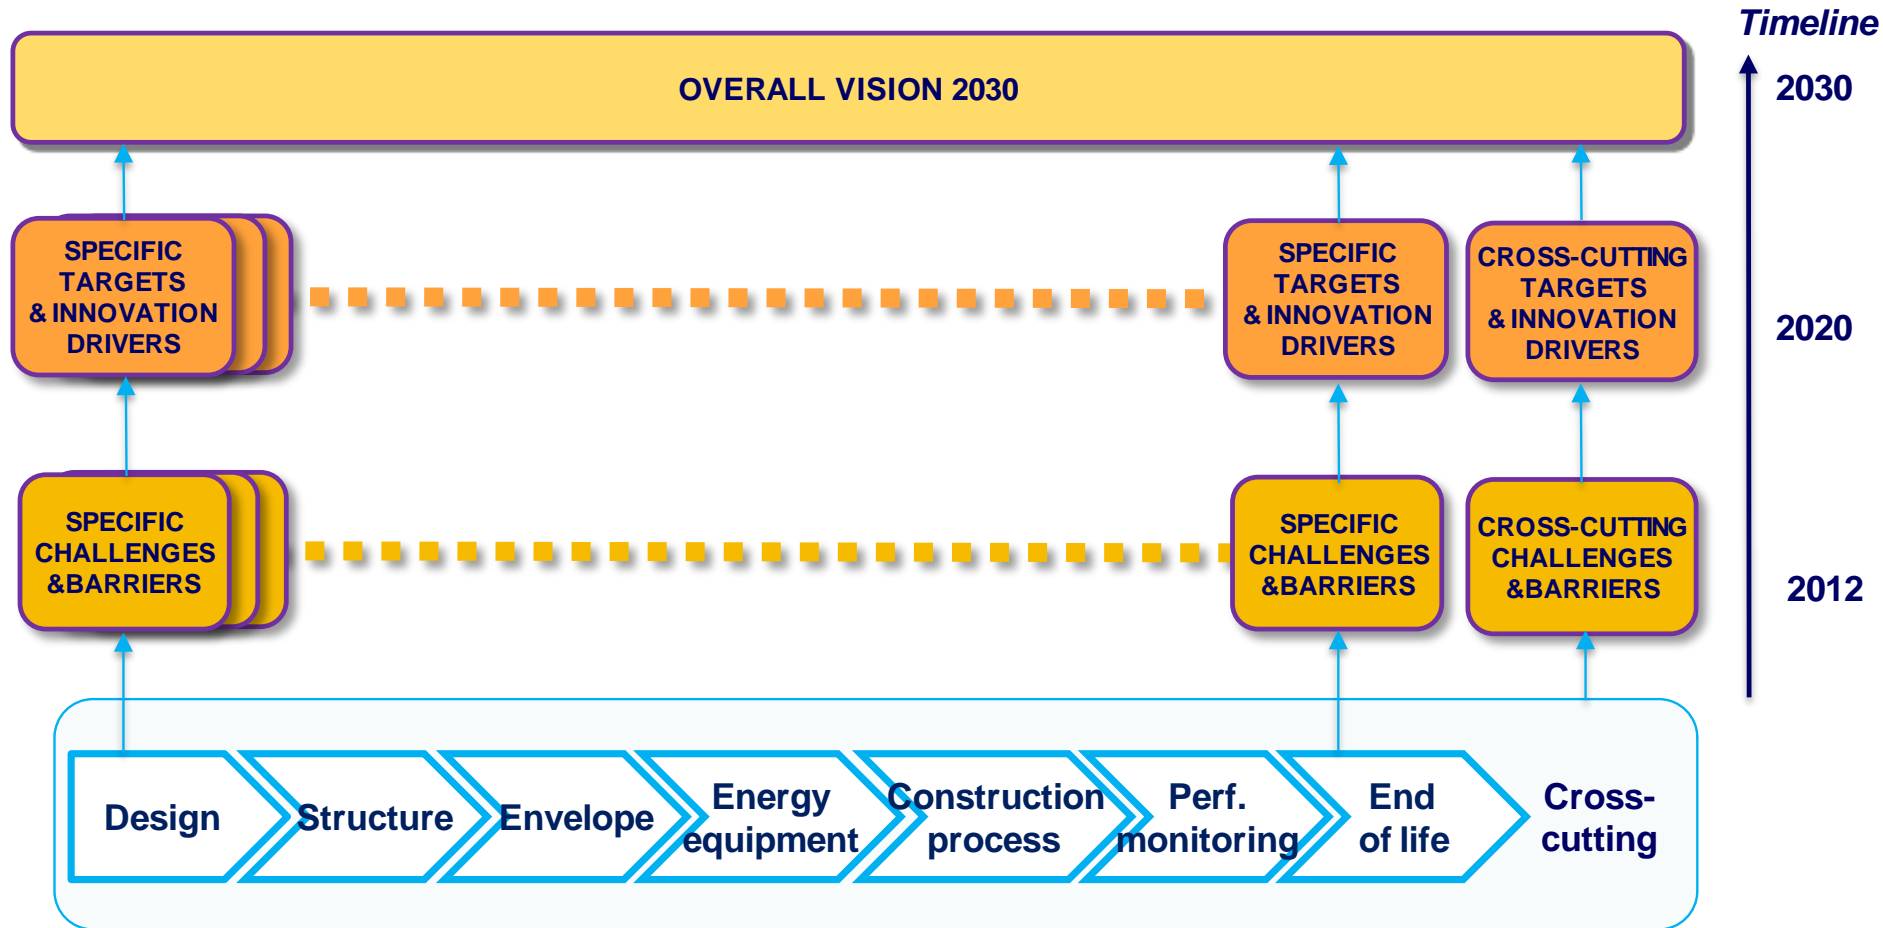 Timeline
OVERALL VISION 2030
2030
SPECIFIC
TARGETS
& INNOVATION
DRIVERS
SPECIFIC
TARGETS
& INNOVATION
DRIVERS
CROSS-CUTTING
TARGETS
& INNOVATION
DRIVERS
2020
SPECIFIC
CHALLENGES
&BARRIERS
SPECIFIC
CHALLENGES
&BARRIERS
CROSS-CUTTING
CHALLENGES
&BARRIERS
2012
Design
Structure
Envelope
Energy
equipment
Construction
process
Perf.
monitoring
End
of life
Cross-
cutting